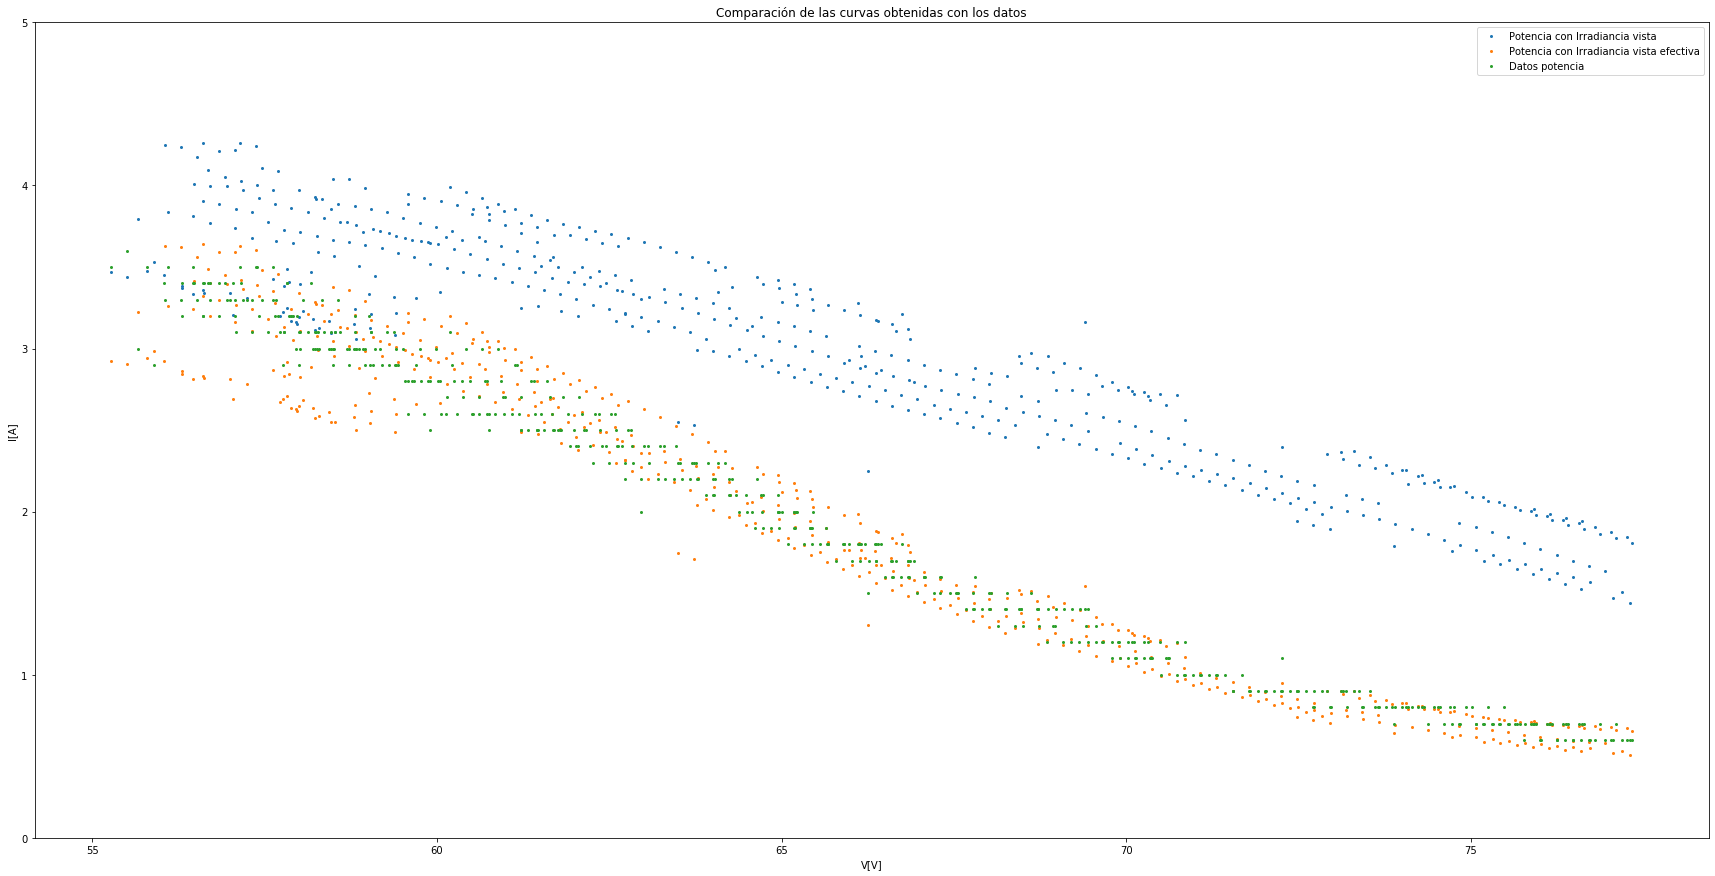 Comparación de las curvas obtenidas con los datos
Potencia con Irradiancia vista
Potencia con Irradiancia vista efectiva
Datos potencia
5
4
3
2
1
0
I[A]
55
60
65
70
75
V[V]